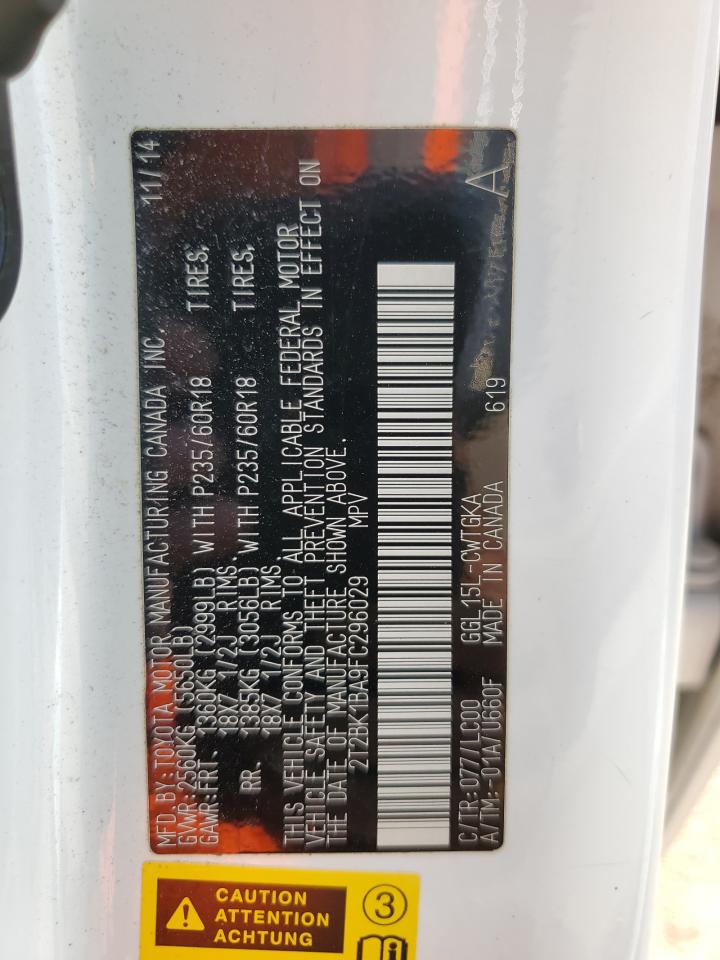 MFD.BY:TOYOTA MOTOR MANUFACTURING CANADA INC. 11/14
GVWR:2560KG (5650LB)
GAWR:FRT. 1360KG (2999LB) WITH P235/60R18 TIRES,
18X7 1/2J RIMS.
RR. 1385KG (3056LB) WITH P235/60R18 TIRES,
18X7 1/2J RIMS
THIS VEHICLE CONFORMS TO ALL APPLICABLE FEDERAL MOTOR
VEHICLE SAFETY AND THEFT PREVENTION STANDARDS IN EFFECT ON
THE DATE OF MANUFACTURE SHOWN ABOVE.
2T2BK1BA9FC296029 MPV
C/TR:077/LC00 GGL15L-CWTGKA
A/TM:-01A/U660F MADE IN CANADA 619 A
CAUTION
ATTENTION
ACHTUNG
3